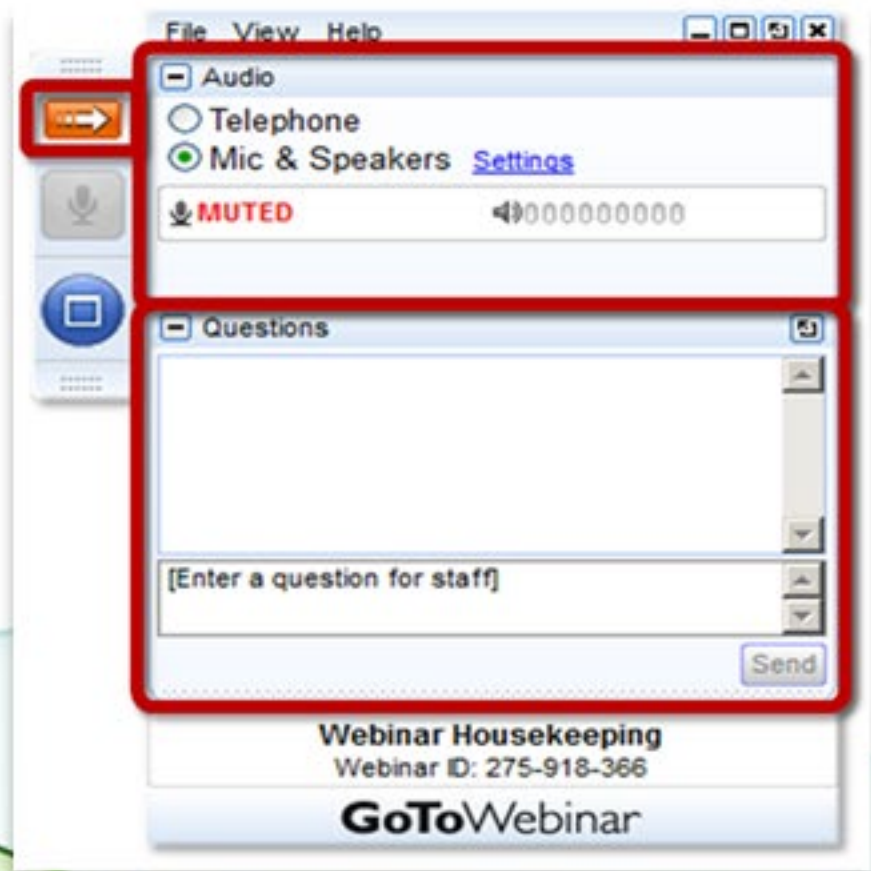 File View Help
Audio
Telephone
Mic & Speakers Settings
MUTED 000000000
Questions
[Enter a question for staff]
Send
Webinar Housekeeping
Webinar ID: 275-918-366
GoToWebinar